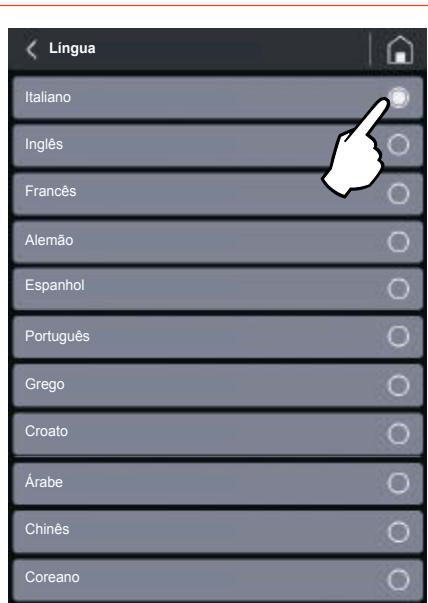 Língua
Italiano
Inglês
Francês
Alemão
Espanhol
Português
Grego
Croato
Árabe
Chinês
Coreano